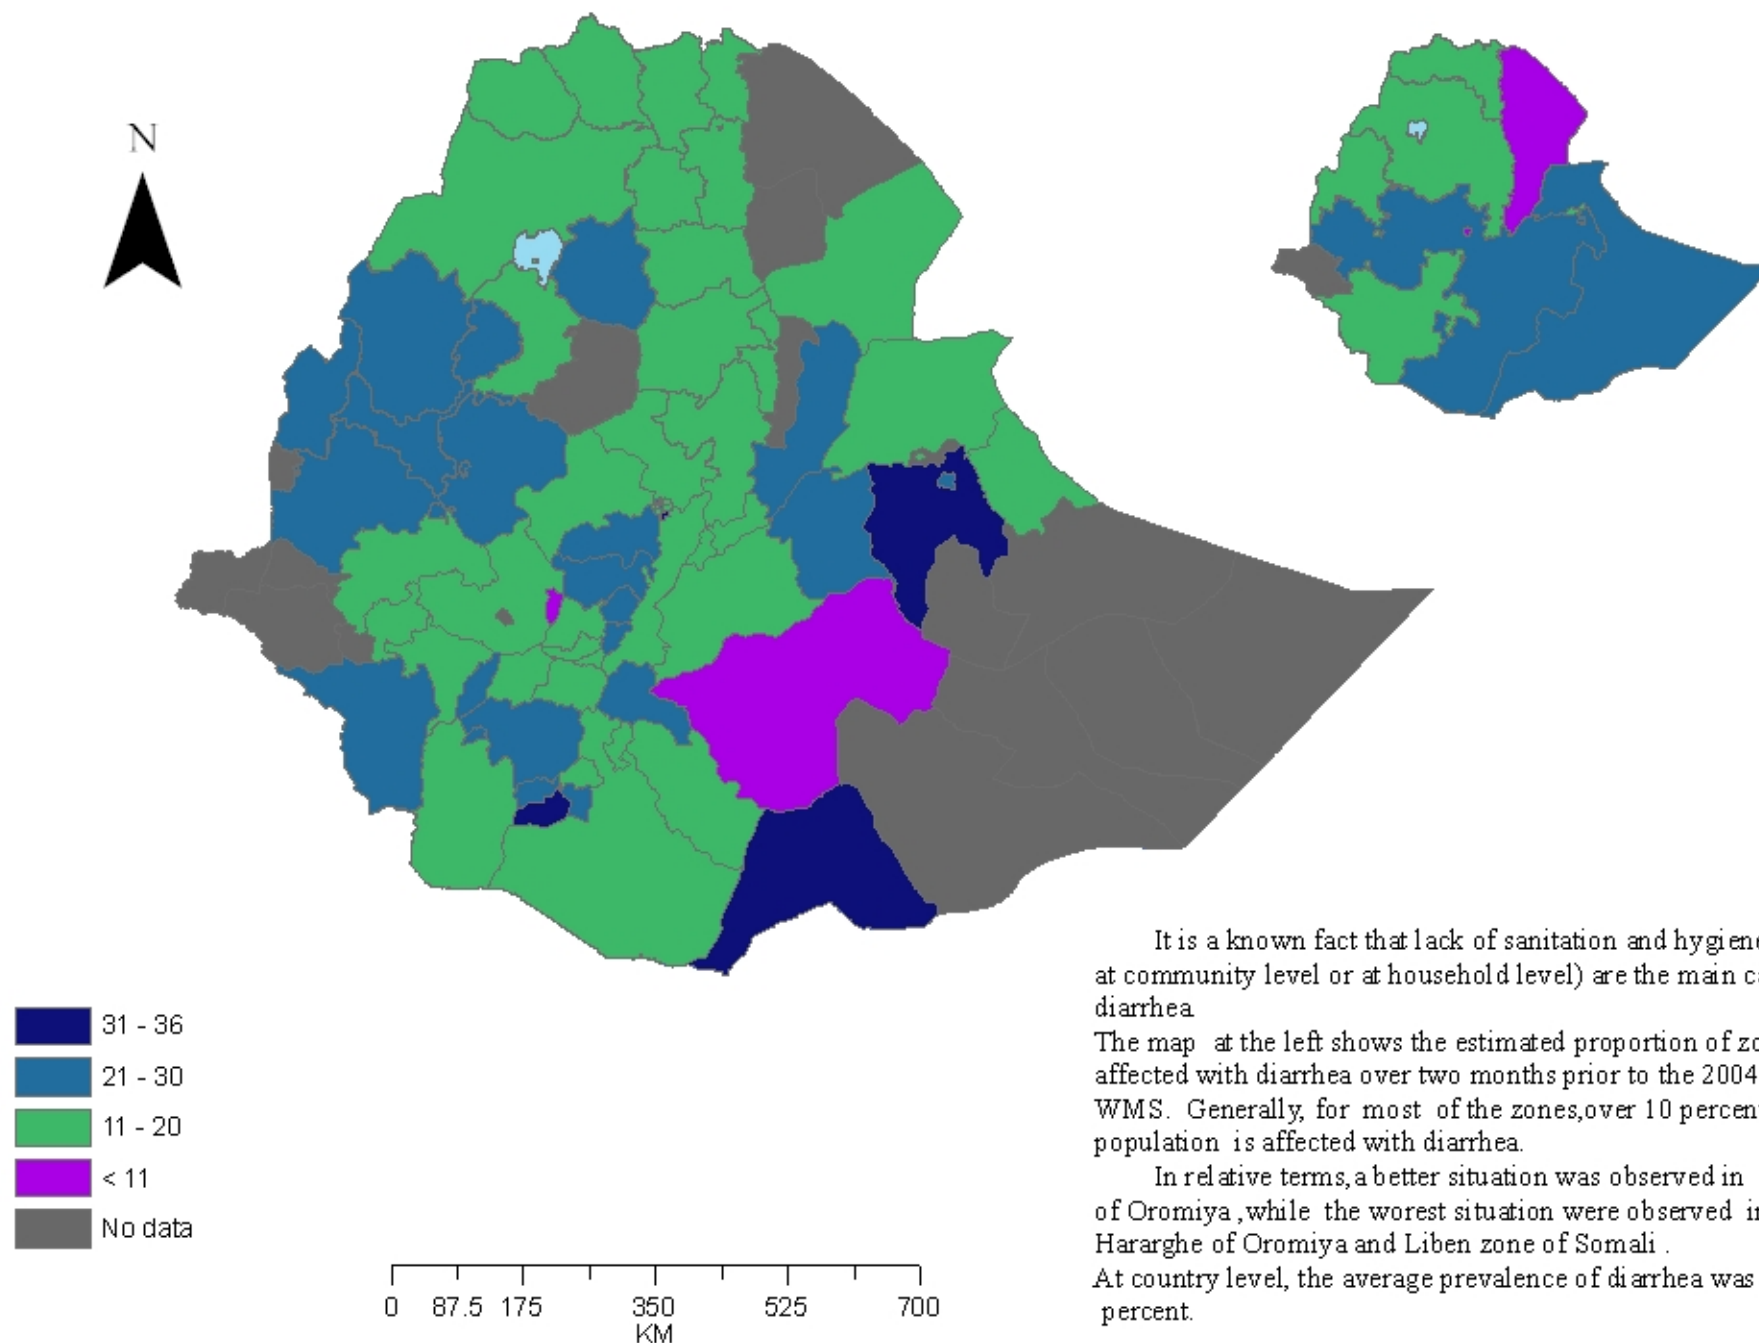 N
31 - 36
21 - 30
11 - 20
< 11
No data
0 87.5 175 350 525 700
KM
It is a known fact that lack of sanitation and hygiene
at community level or at household level) are the main
diarrhea
The map at the left shows the estimated proportion of
affected with diarrhea over two months prior to the 2004
WMS. Generally, for most of the zones,over 10 percent
population is affected with diarrhea.
In relative terms,a better situation was observed in
of Oromiya ,while the worest situation were observed in
Hararghe of Oromiya and Liben zone of Somali .
At country level, the average prevalence of diarrhea was
percent.